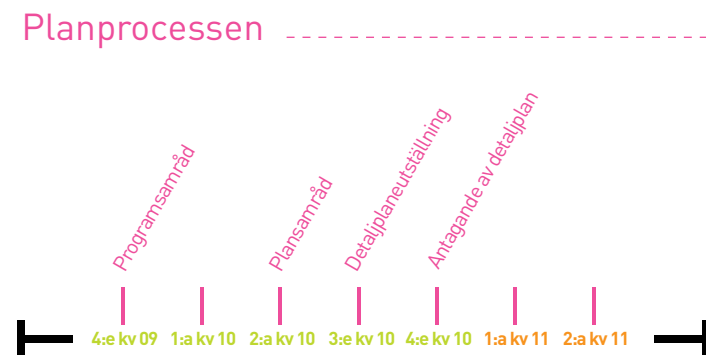 Planprocessen
Programsamråd
Plansamråd
Detaljplaneutställning
Antagande av detaljplan
4:e kv 09 1:a kv 10 2:a kv 10 3:e kv 10 4:e kv 10 1:a kv 11 2:a kv 11